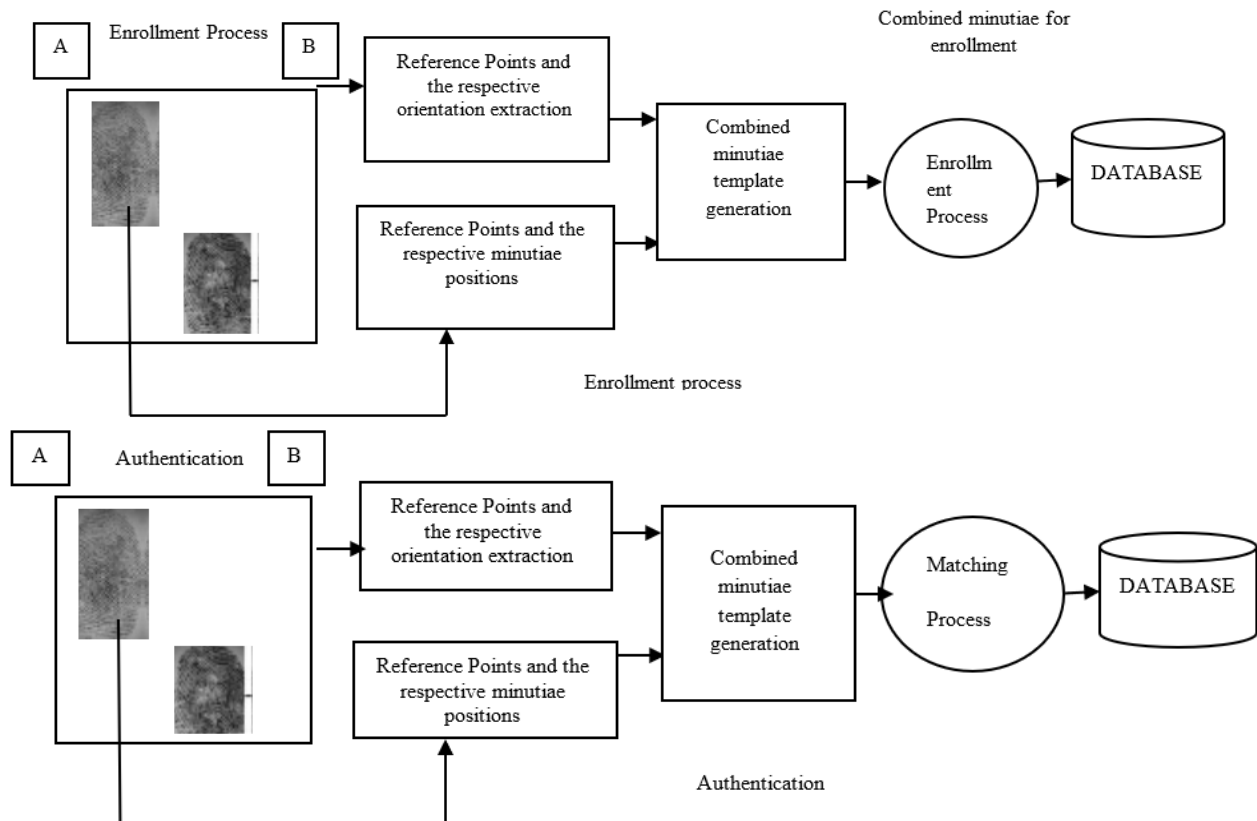 A
Enrollment Process
B
Combined minutiae for
enrollment
Reference Points and
the respective
orientation extraction
Combined
minutiae
template
generation
Enrollm
ent
Process
DATABASE
Reference Points and the
respective minutiae
positions
Enrollment process
A
Authentication
B
Reference Points and
the respective
orientation extraction
Combined
minutiae
template
generation
Matching
Process
DATABASE
Reference Points and the
respective minutiae
positions
Authentication